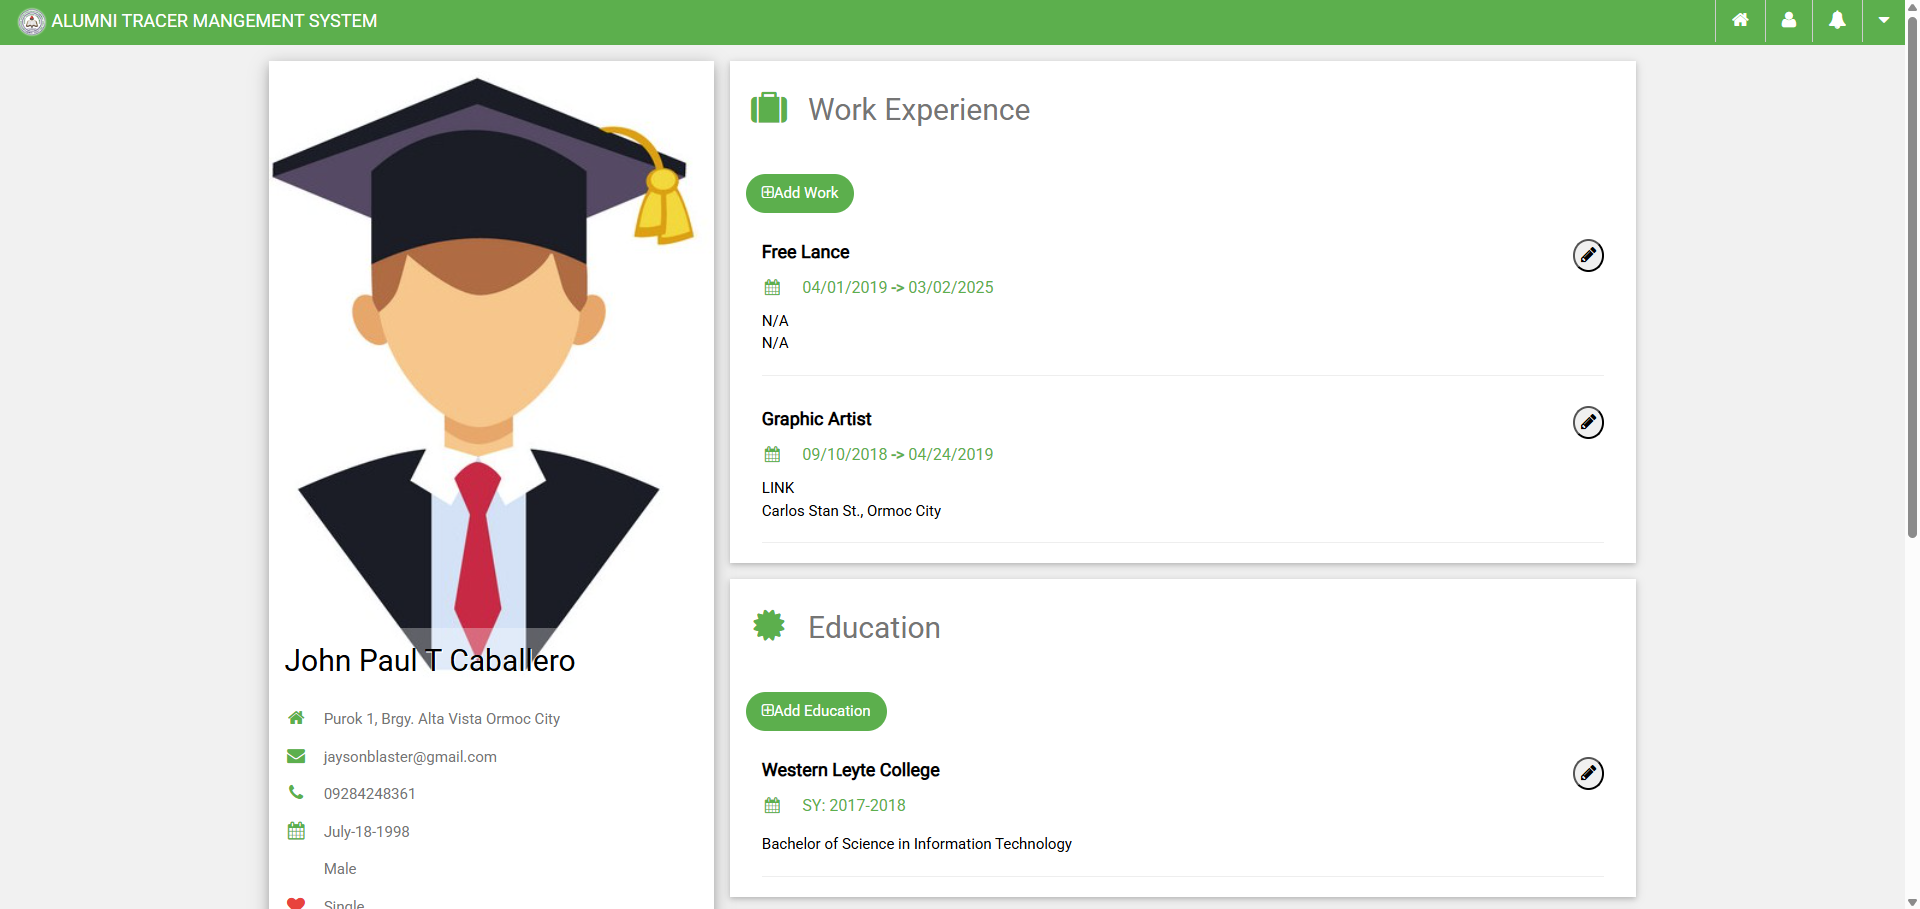 ALUMNI TRACER MANGEMENT SYSTEM
John Paul T Caballero
Purok 1, Brgy. Alta Vista Ormoc City
jaysonblaster@gmail.com
09284248361
July-18-1998
Male
Single
Work Experience
Add Work
Free Lance
04/01/2019 -> 03/02/2025
N/A
N/A
Graphic Artist
09/10/2018 -> 04/24/2019
LINK
Carlos Stan St., Ormoc City
Education
Add Education
Western Leyte College
SY: 2017-2018
Bachelor of Science in Information Technology